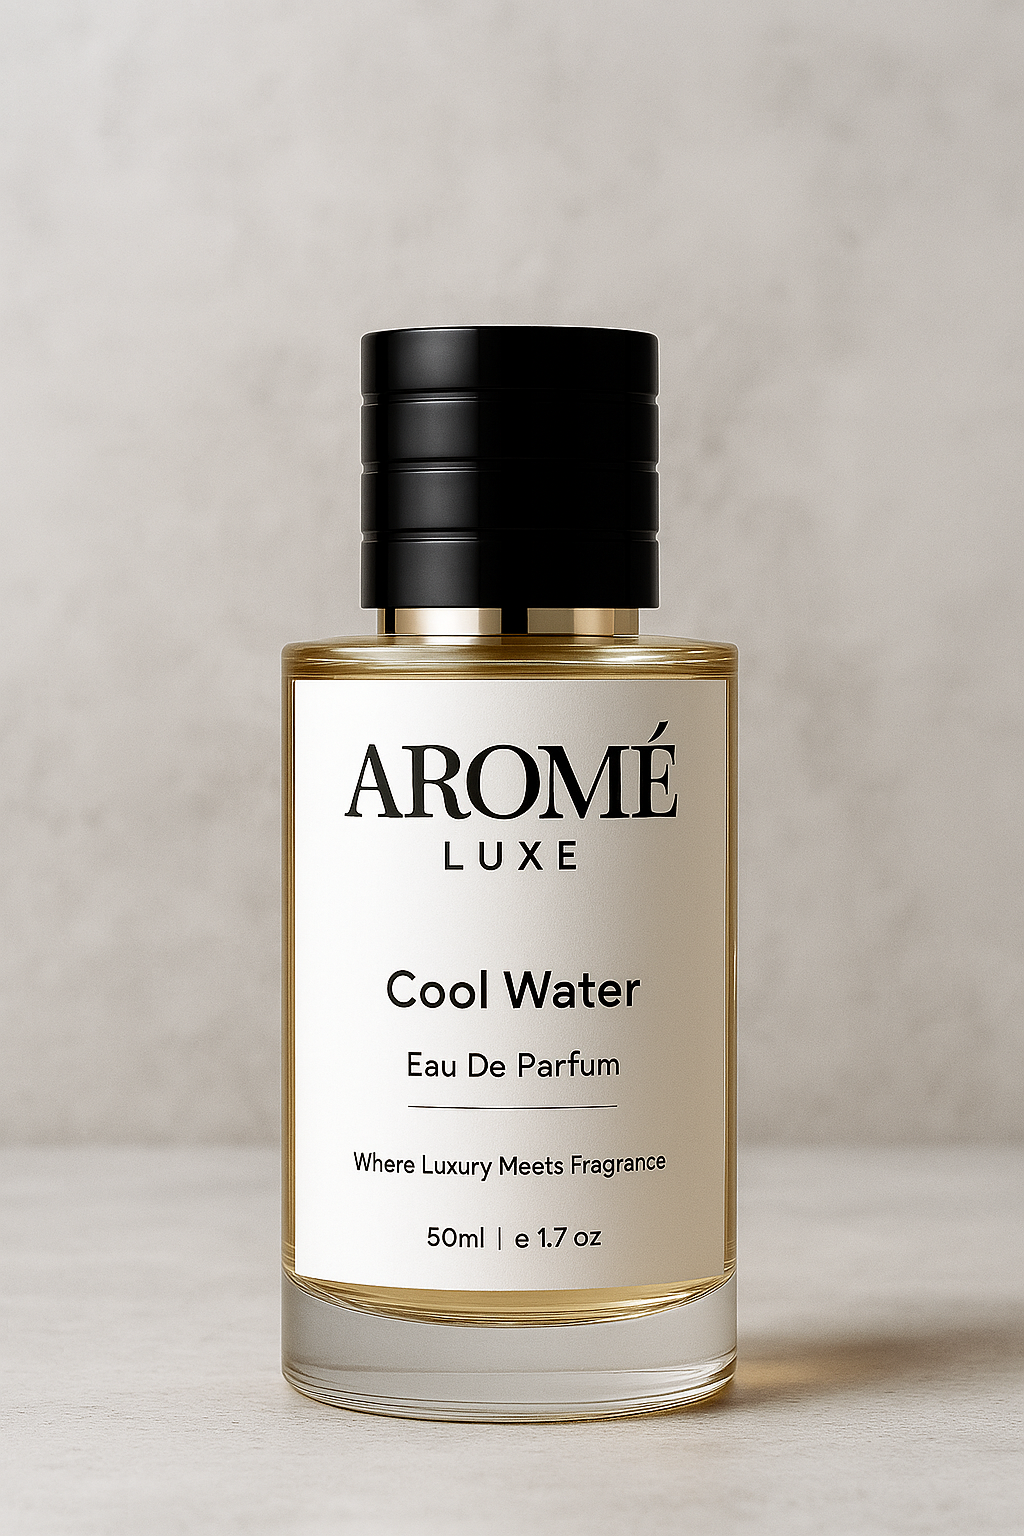 AROMÉ
LUXE
Cool Water
Eau De Parfum
Where Luxury Meets Fragrance
50ml | e 1.7 oz